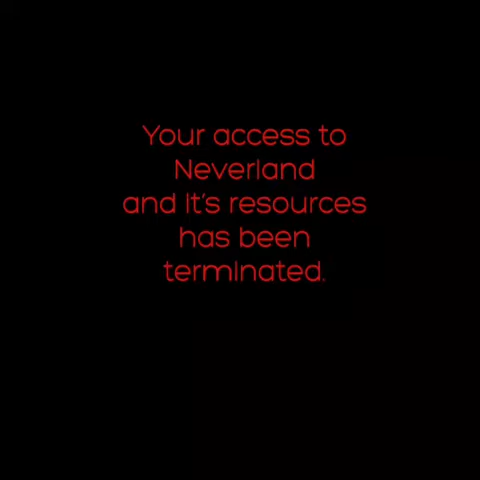 Your access to
Neverland
and it's resources
has been
terminated.